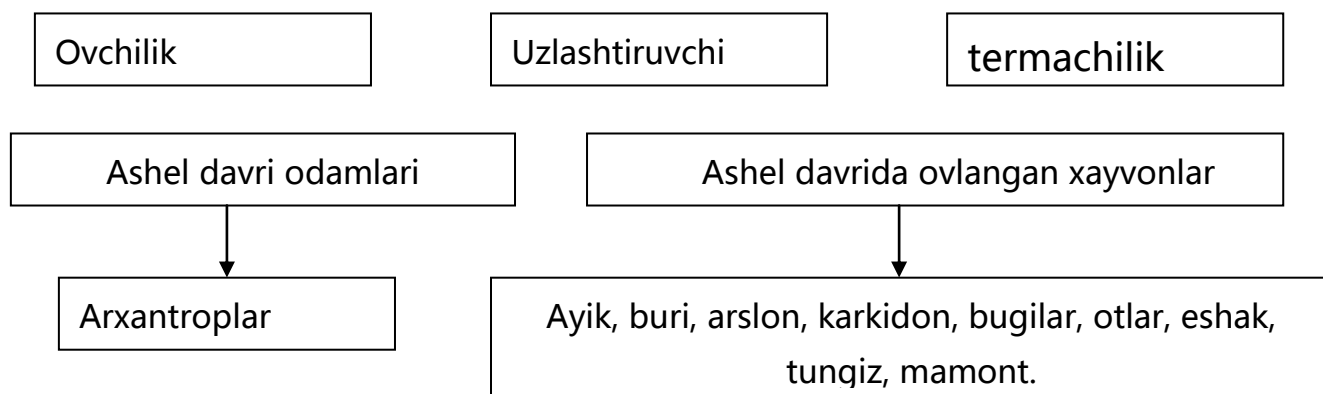 Ovchilik
Uzlashtiruvchi
termachilik
Ashel davri odamlari
Ashel davrida ovlangan xayvonlar
Arxantroplar
Ayik, buri, arslon, karkidon, bugilar, otlar, eshak,
tungiz, mamont.